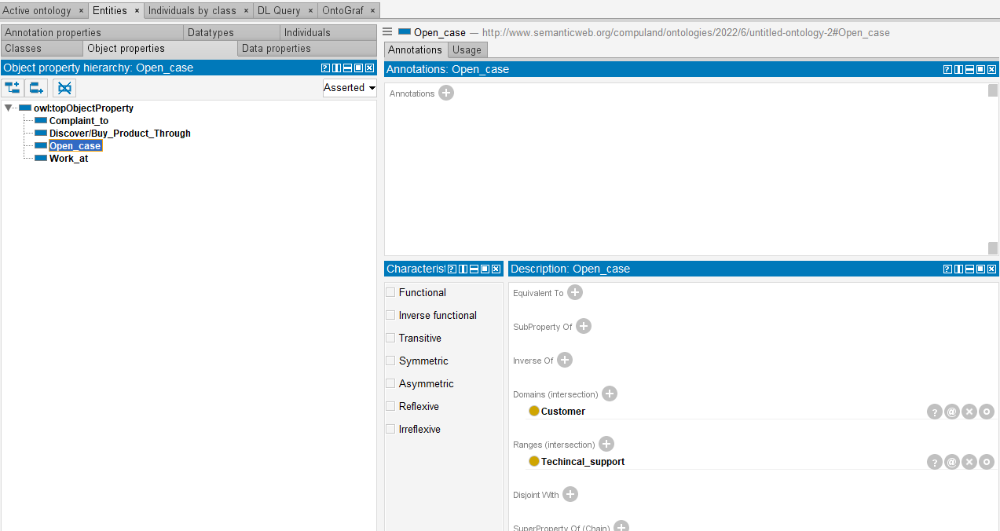 Active ontology × Entities × Individuals by class × DL Query × OntoGraf ×
Annotation properties Datatypes Individuals
Classes Object properties Data properties
Object property hierarchy: Open_case
Asserted
owl:topObjectProperty
Complaint_to
Discover/Buy_Product_Through
Open_case
Work_at
Open_case — http://www.semanticweb.org/compuland/ontologies/2022/6/untitled-ontology-2#Open_case
Annotations Usage
Annotations: Open_case
Annotations
Characterist
Functional
Inverse functional
Transitive
Symmetric
Asymmetric
Reflexive
Irreflexive
Description: Open_case
Equivalent To
SubProperty Of
Inverse Of
Domains (intersection)
Customer
Ranges (intersection)
Techincal_support
Disjoint With
SuperProperty Of (Chain)